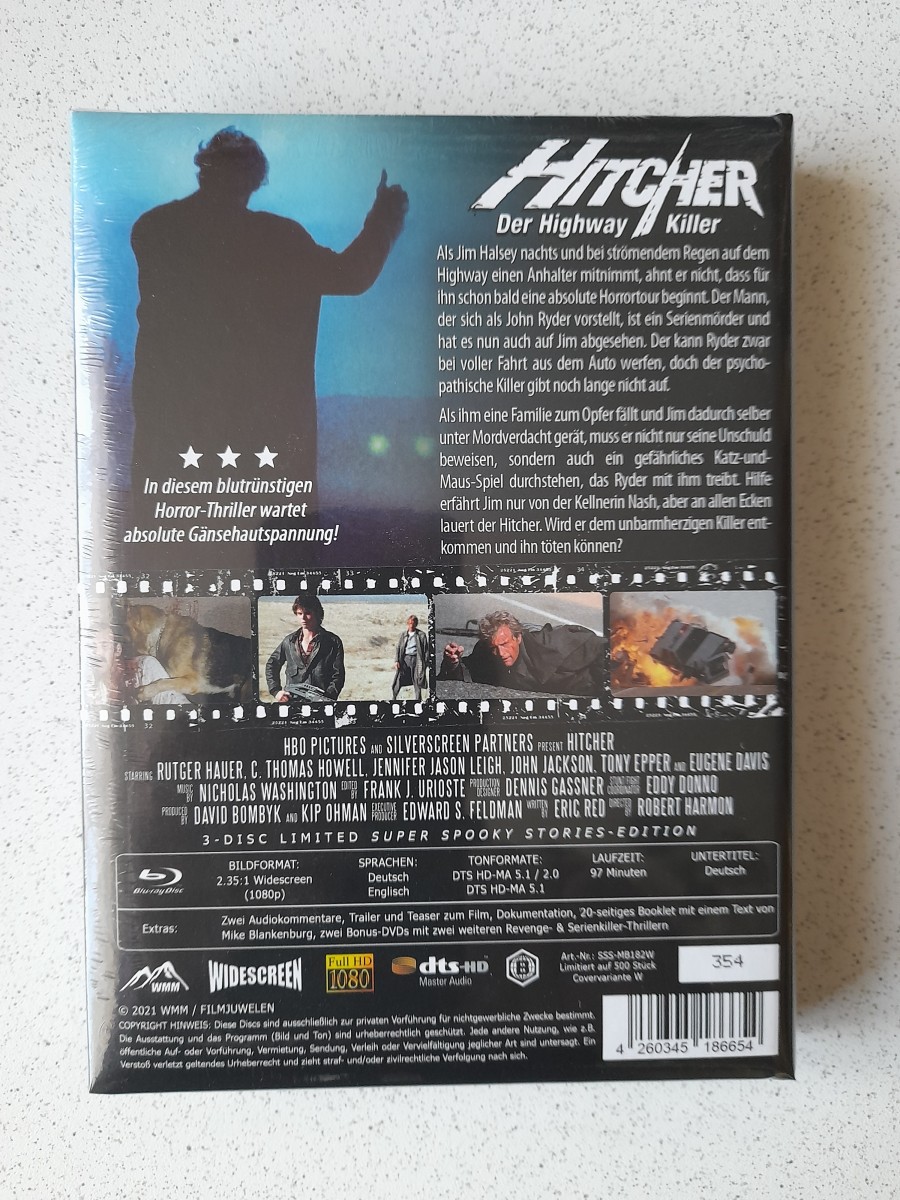 HITCHER
Der Highway Killer
Als Jim Halsey nachts und bei strömendem Regen auf dem
Highway einen Anhalter mitnimmt, ahnt er nicht, dass für
ihn schon bald eine absolute Horrortour beginnt. Der Mann,
der sich als John Ryder vorstellt, ist ein Serienmörder und
hat es nun auch auf Jim abgesehen. Der kann Ryder zwar
bei voller Fahrt aus dem Auto werfen, doch der psycho-
pathische Killer gibt noch lange nicht auf.
Als ihm eine Familie zum Opfer fällt und Jim dadurch selber
unter Mordverdacht gerät, muss er nicht nur seine Unschuld
beweisen, sondern auch ein gefährliches Katz-und-
Maus-Spiel durchstehen, das Ryder mit ihm treibt. Hilfe
erfährt Jim nur von der Kellnerin Nash, aber an allen Ecken
lauert der Hitcher. Wird er dem unbarmherzigen Killer ent-
kommen und ihn töten können?
In diesem blutrünstigen
Horror-Thriller wartet
absolute Gänsehautspannung!
HBO PICTURES AND SILVERSCREEN PARTNERS PRESENT HITCHER
STARRING RUTGER HAUER, C. THOMAS HOWELL, JENNIFER JASON LEIGH, JOHN JACKSON, TONY EPPER AND EUGENE DAVIS
MUSIC BY NICHOLAS WASHINGTON EDITED BY FRANK J. URIOSTE PRODUCTION DESIGNER DENNIS GASSNER STUNT/FIGHT COORDINATOR EDDY DONNO
PRODUCED BY DAVID BOMBYK AND KIP OHMAN EXECUTIVE PRODUCER EDWARD S. FELDMAN WRITTEN BY ERIC RED DIRECTED BY ROBERT HARMON
3-DISC LIMITED SUPER SPOOKY STORIES-EDITION
Blu-ray Disc
BILDFORMAT:
2.35:1 Widescreen
(1080p)
SPRACHEN:
Deutsch
Englisch
TONFORMATE:
DTS HD-MA 5.1 / 2.0
DTS HD-MA 5.1
LAUFZEIT:
97 Minuten
UNTERTITEL:
Deutsch
Extras:
Zwei Audiokommentare, Trailer und Teaser zum Film, Dokumentation, 20-seitiges Booklet mit einem Text von
Mike Blankenburg, zwei Bonus-DVDs mit zwei weiteren Revenge- & Serienkiller-Thrillern
WMM
WIDESCREEN
Full HD
1080
dts-HD
Master Audio
Art.-Nr.: SSS-MB182W
Limitiert auf 500 Stück
Covervariante W
354
© 2021 WMM / FILMJUWELEN
COPYRIGHT HINWEIS: Diese Discs sind ausschließlich zur privaten Vorführung für nichtgewerbliche Zwecke bestimmt.
Die Ausstattung und das Programm (Bild und Ton) sind urheberrechtlich geschützt. Jede andere Nutzung, wie z.B.
öffentliche Auf- oder Vorführung, Vermietung, Sendung, Verleih oder Vervielfältigung jeglicher Art sind untersagt. Ein
Verstoß verletzt geltendes Urheberrecht und zieht straf- und/oder zivilrechtliche Verfolgung nach sich.
4 260345 186654